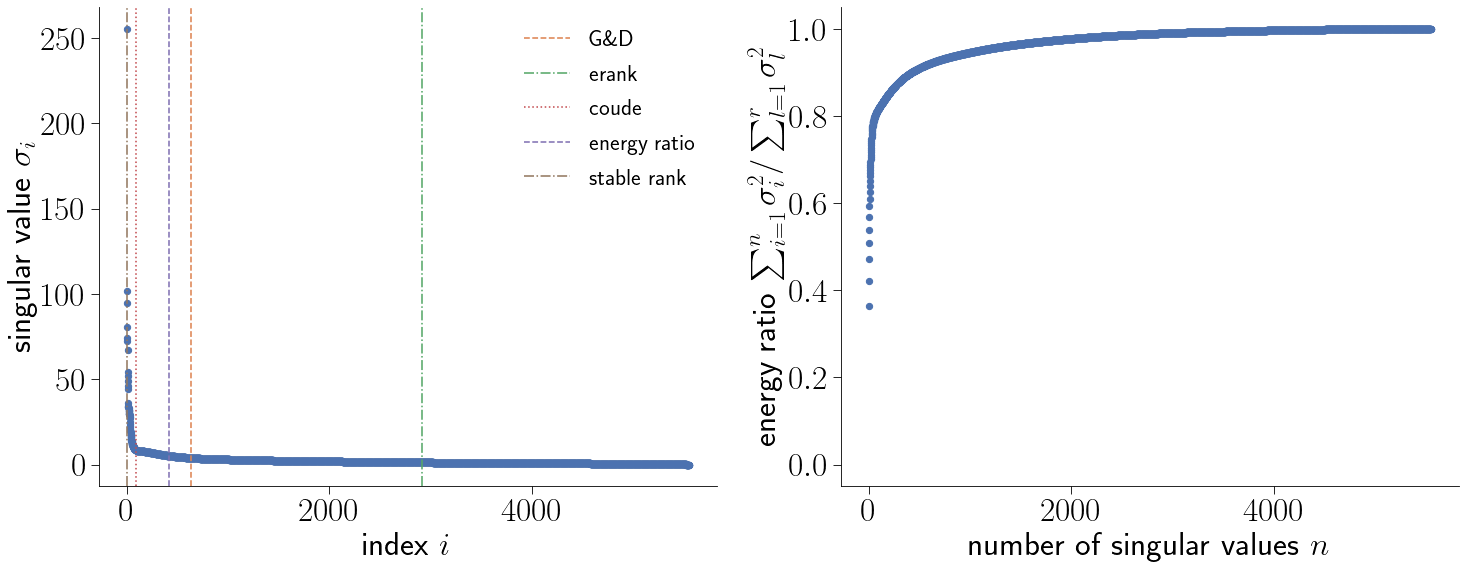 250
200
150
100
50
0
singular value σ_i
0 2000 4000
index i
G&D
erank
coude
energy ratio
stable rank
1.0
0.8
0.6
0.4
0.2
0.0
energy ratio ∑_{i=1}^{n} σ_i^2 / ∑_{l=1}^{r} σ_l^2
0 2000 4000
number of singular values n